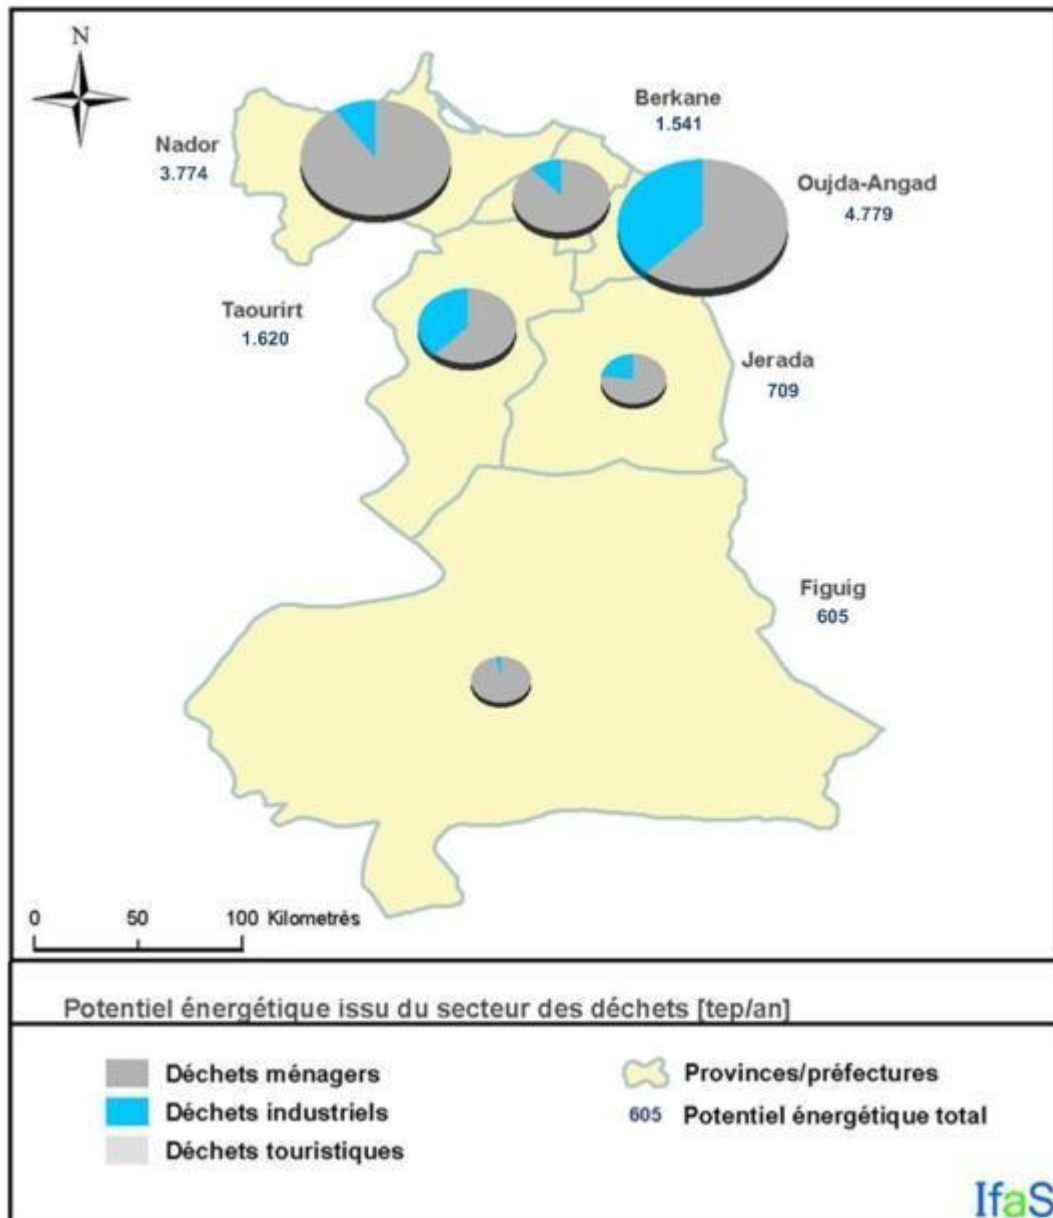 N
Berkane
1.541
Nador
3.774
Oujda-Angad
4.779
Taourirt
1.620
Jerada
709
Figuig
605
0 50 100 Kilometrès
Potentiel énergétique issu du secteur des déchets [tep/an]
Déchets ménagers
Déchets industriels
Déchets touristiques
Provinces/préfectures
605 Potentiel énergétique total
IfaS